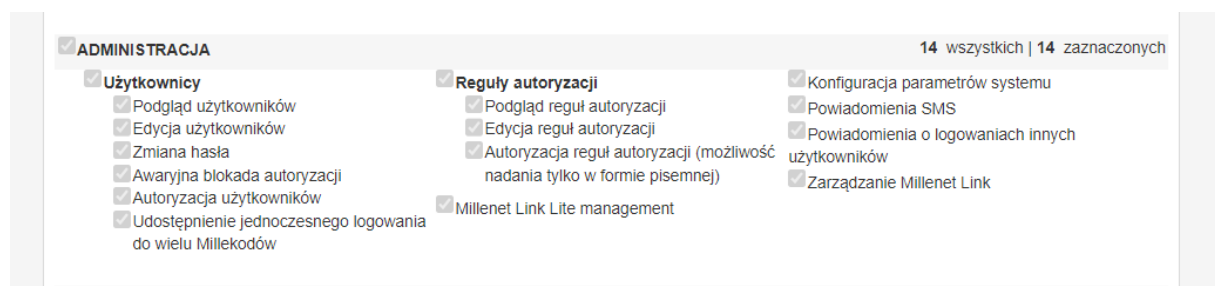 ADMINISTRACJA
14 wszystkich | 14 zaznaczonych
Użytkownicy
Podgląd użytkowników
Edycja użytkowników
Zmiana hasła
Awaryjna blokada autoryzacji
Autoryzacja użytkowników
Udostępnienie jednoczesnego logowania
do wielu Millekodów
Reguły autoryzacji
Podgląd reguł autoryzacji
Edycja reguł autoryzacji
Autoryzacja reguł autoryzacji (możliwość
nadania tylko w formie pisemnej)
Millenet Link Lite management
Konfiguracja parametrów systemu
Powiadomienia SMS
Powiadomienia o logowaniach innych
użytkowników
Zarządzanie Millenet Link